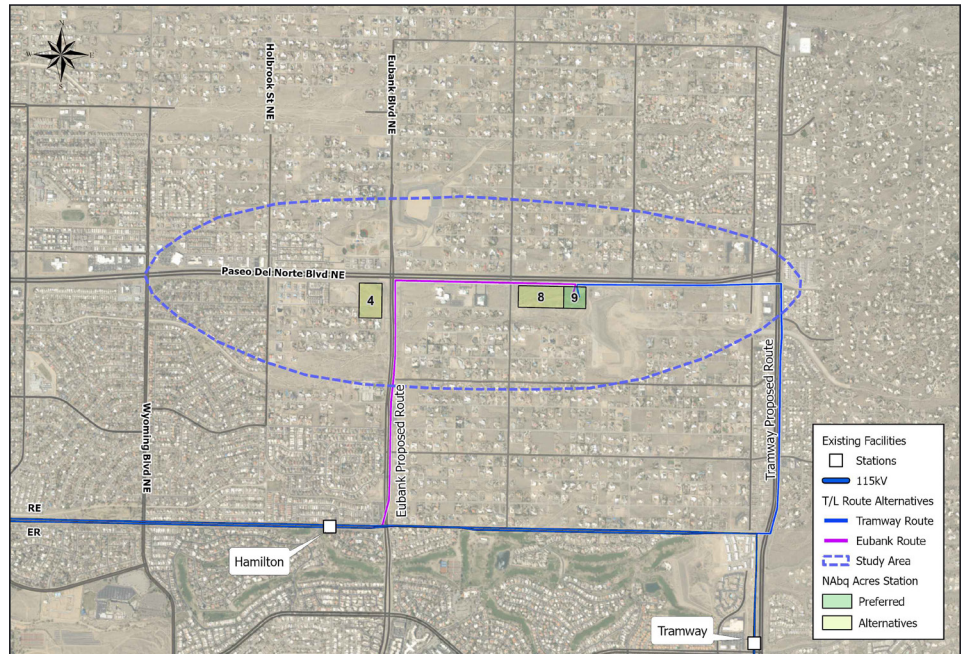 N
W
E
S
Holbrook St NE
Eubank Blvd NE
Paseo Del Norte Blvd NE
4
8
9
Wyoming Blvd NE
Eubank Proposed Route
Tramway Proposed Route
RE
ER
Hamilton
Tramway
Existing Facilities
Stations
115kV
T/L Route Alternatives
Tramway Route
Eubank Route
Study Area
NAbq Acres Station
Preferred
Alternatives